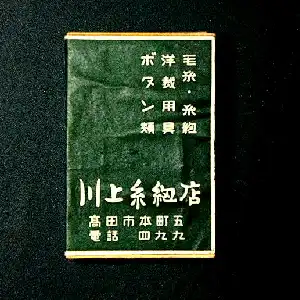 毛糸・糸紐
洋裁用具
ボタン類
川上糸紐店
高田市本町五
電話 四九九